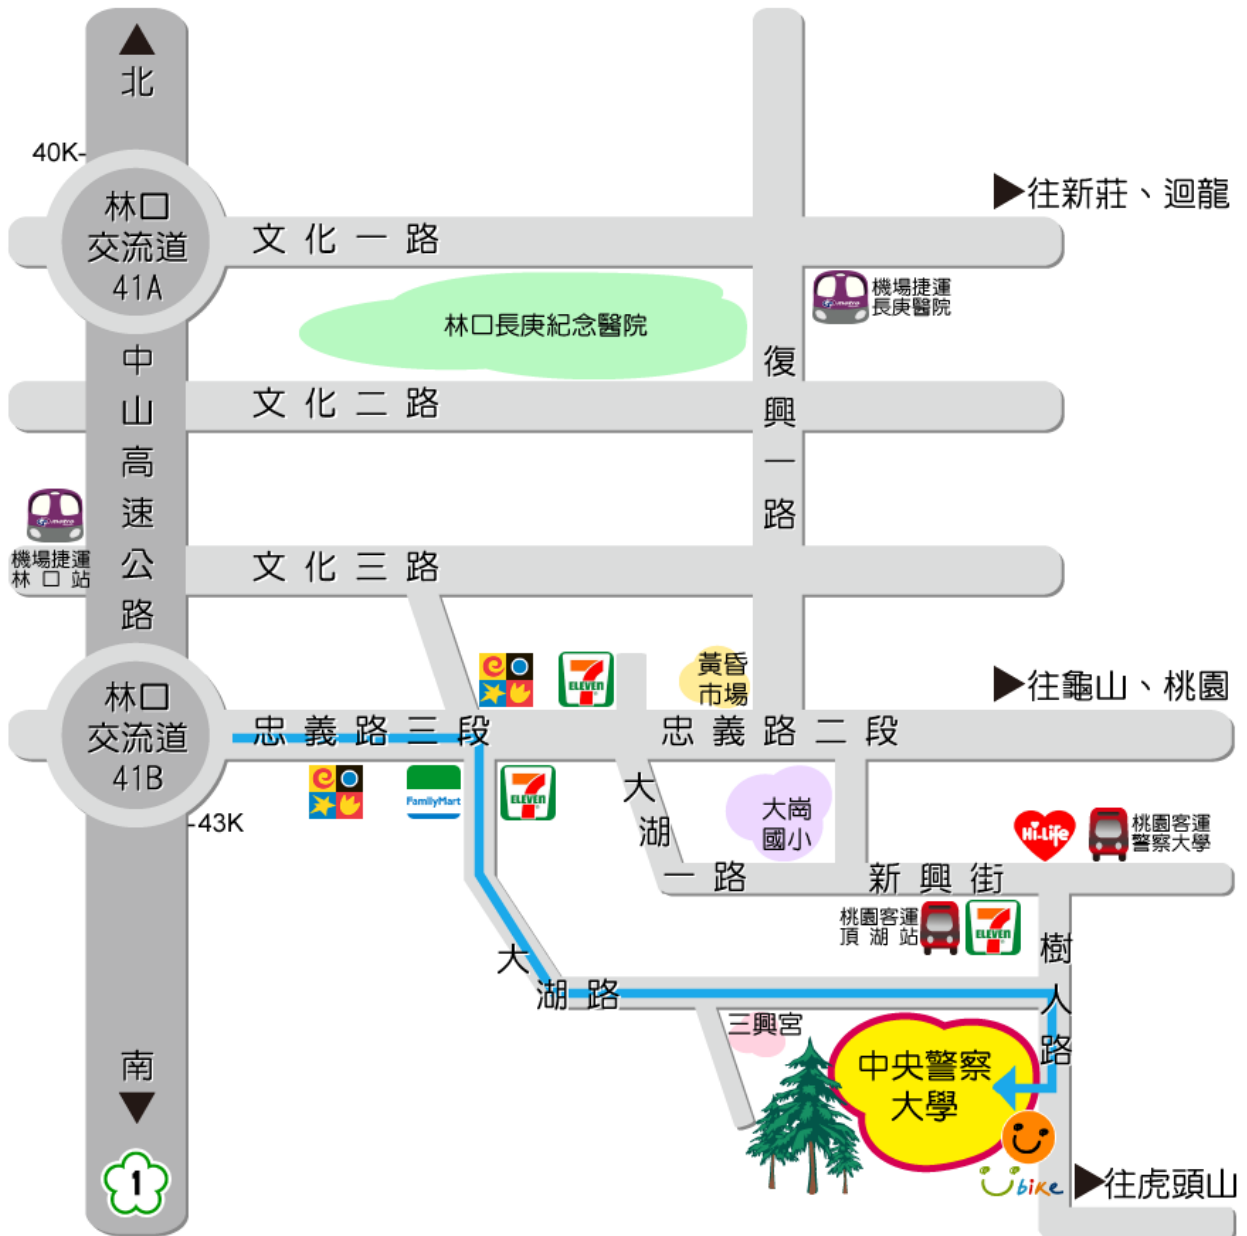 北
40K-
林口
交流道
41A
文化一路
往新莊、迴龍
機場捷運
長庚醫院
林口長庚紀念醫院
中山高速公路
復興一路
文化二路
機場捷運
林口站
文化三路
7
ELEVEN
黃昏
市場
往龜山、桃園
林口
交流道
41B
忠義路三段
忠義路二段
FamilyMart
7
ELEVEN
大湖
一路
大崗
國小
-43K
Hi-Life
桃園客運
警察大學
新興街
桃園客運
頂湖站
7
ELEVEN
樹人路
大湖路
三興宮
中央警察
大學
南
1
Ubike
往虎頭山